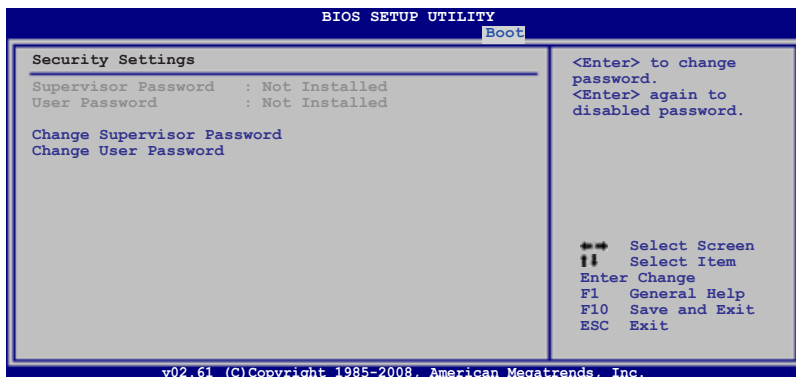 BIOS SETUP UTILITY
Boot
Security Settings
Supervisor Password : Not Installed
User Password : Not Installed
Change Supervisor Password
Change User Password
<Enter> to change
password.
<Enter> again to
disabled password.
Select Screen
Select Item
Enter Change
F1 General Help
F10 Save and Exit
ESC Exit
v02.61 (C)Copyright 1985-2008, American Megatrends, Inc.